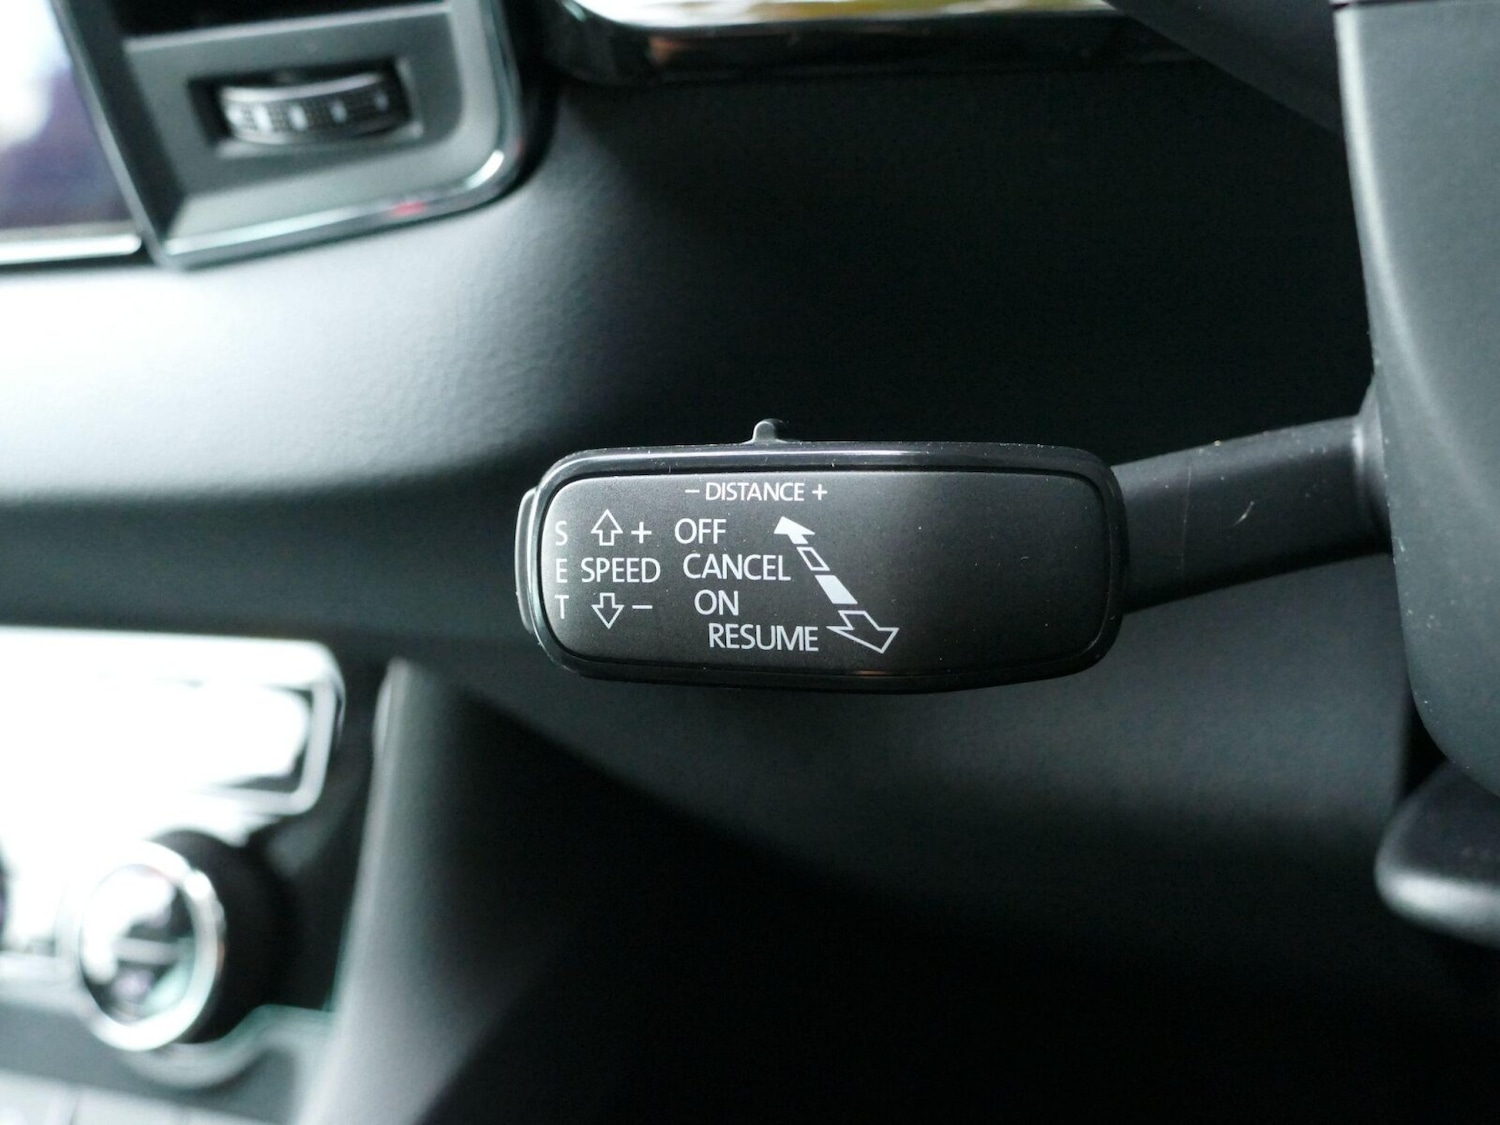 − DISTANCE +
S + OFF
E SPEED CANCEL
T − ON
RESUME